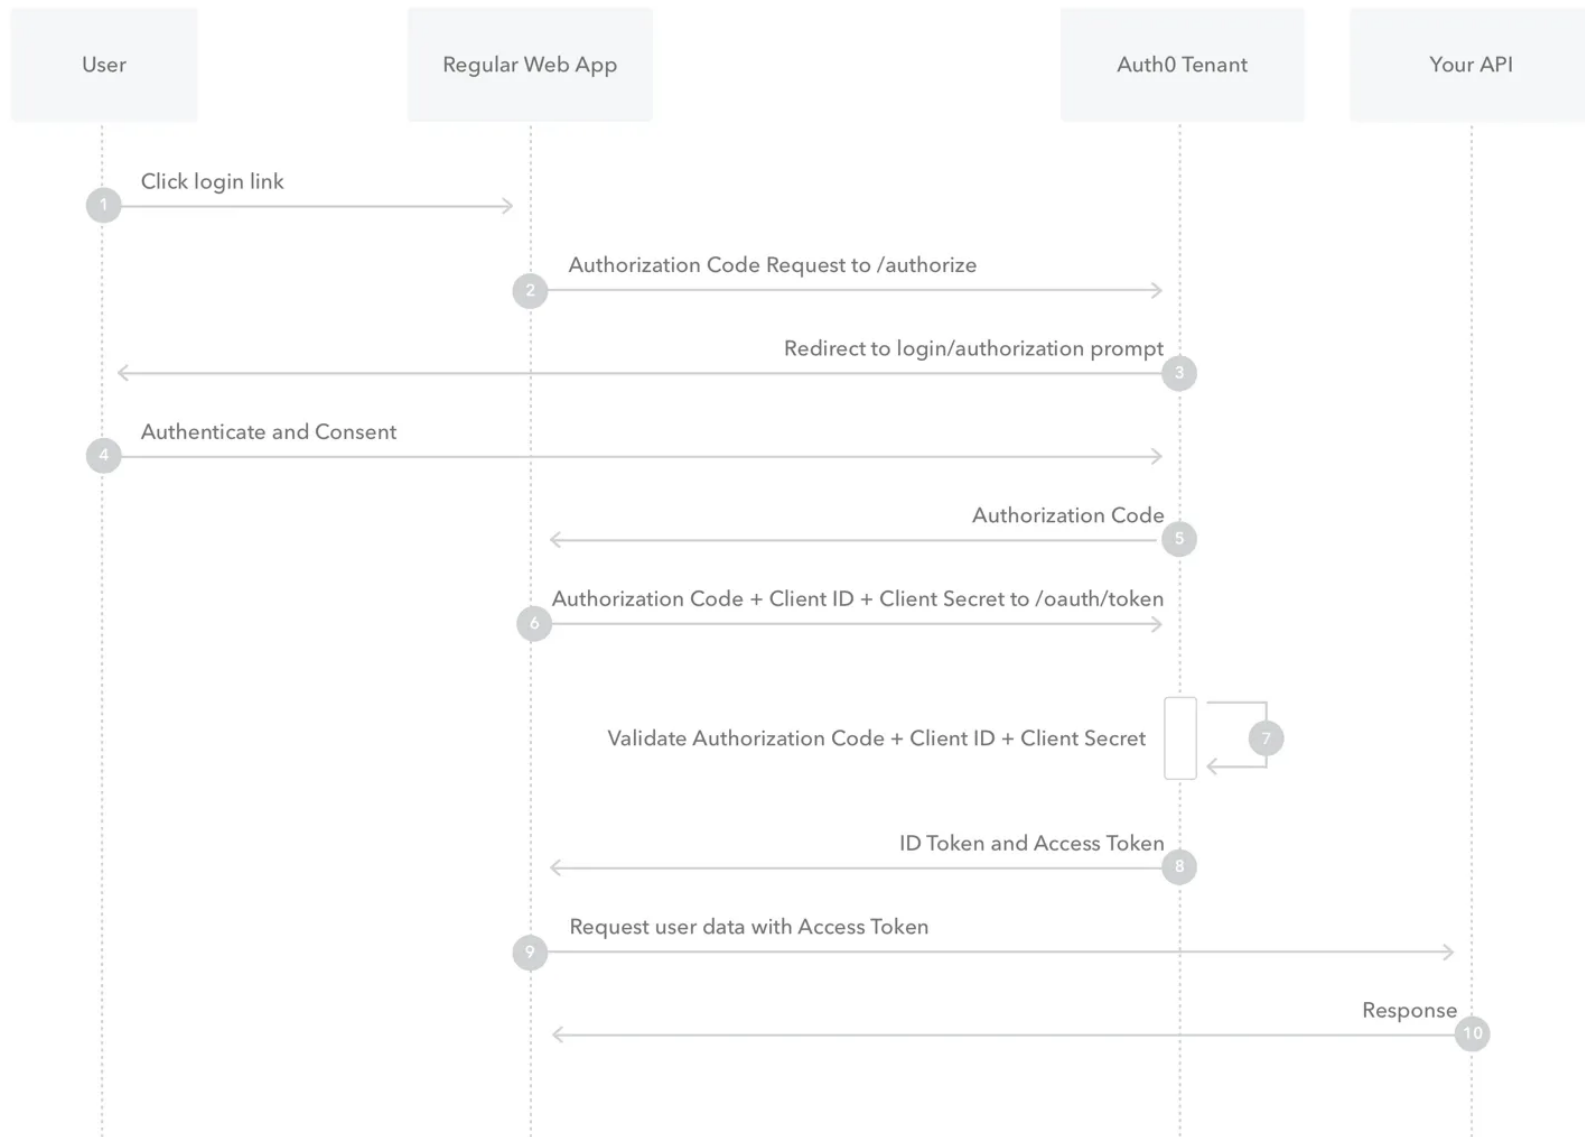 User
Regular Web App
Auth0 Tenant
Your API
Click login link
1
Authorization Code Request to /authorize
2
Redirect to login/authorization prompt
3
Authenticate and Consent
4
Authorization Code
5
Authorization Code + Client ID + Client Secret to /oauth/token
6
Validate Authorization Code + Client ID + Client Secret
7
ID Token and Access Token
8
Request user data with Access Token
9
Response
10